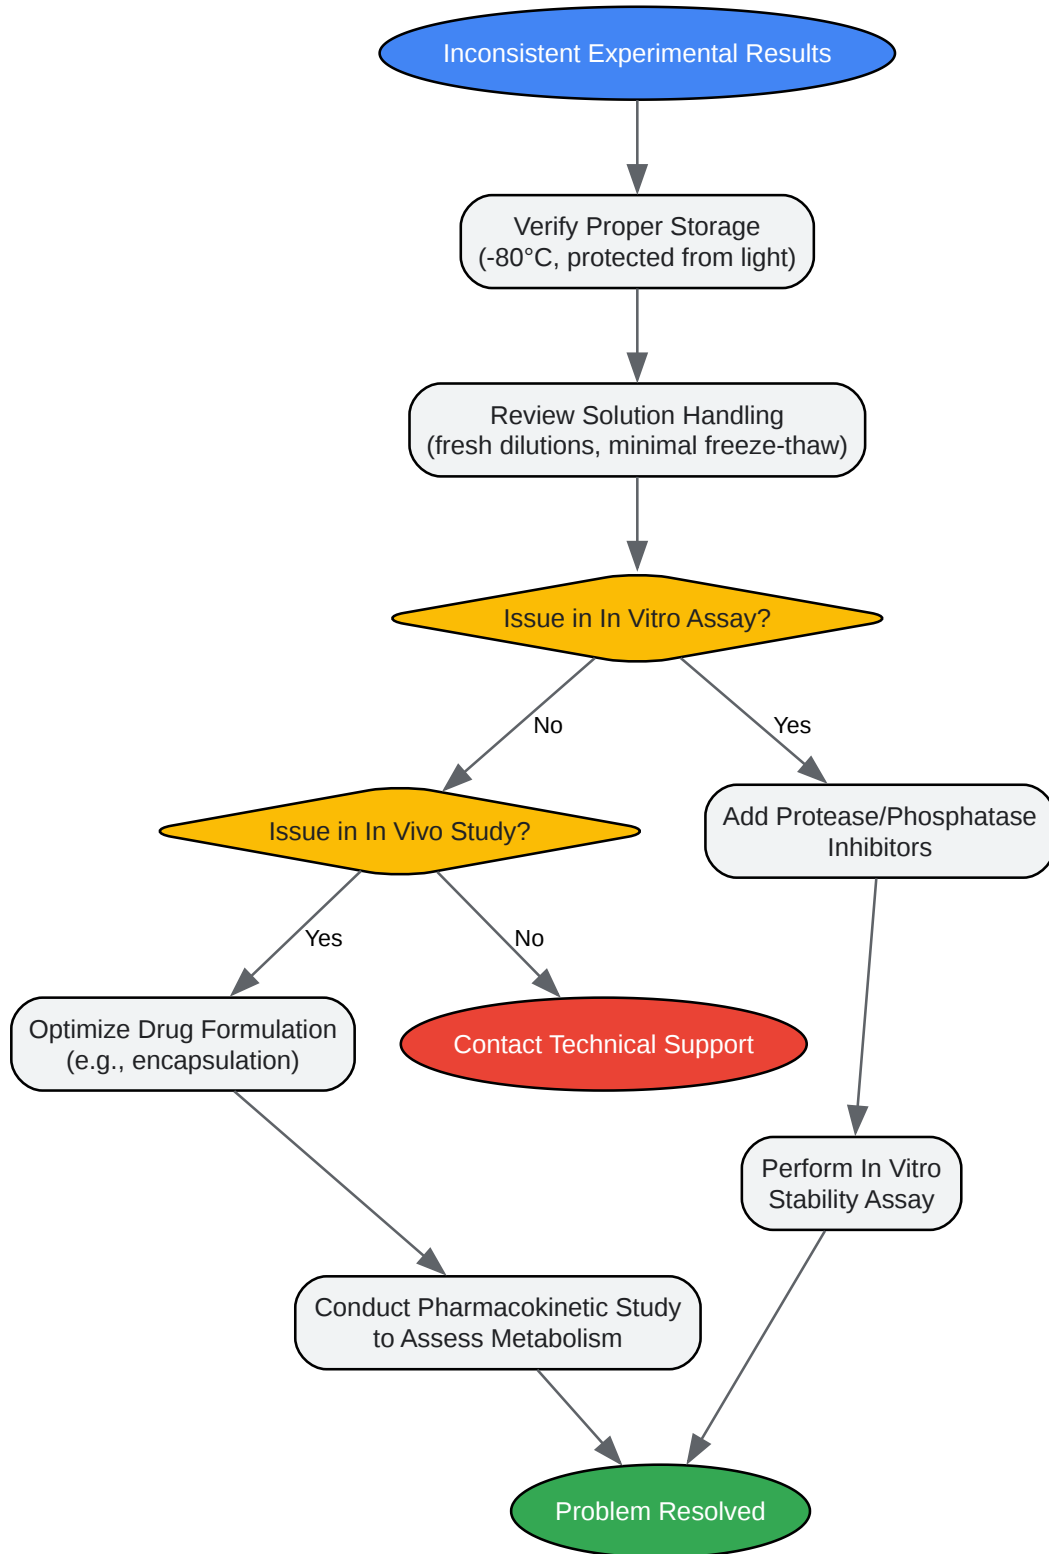 Inconsistent Experimental Results
Verify Proper Storage
(-80°C, protected from light)
Review Solution Handling
(fresh dilutions, minimal freeze-thaw)
Issue in In Vitro Assay?
No
Yes
Issue in In Vivo Study?
Add Protease/Phosphatase
Inhibitors
Yes
No
Optimize Drug Formulation
(e.g., encapsulation)
Contact Technical Support
Perform In Vitro
Stability Assay
Conduct Pharmacokinetic Study
to Assess Metabolism
Problem Resolved